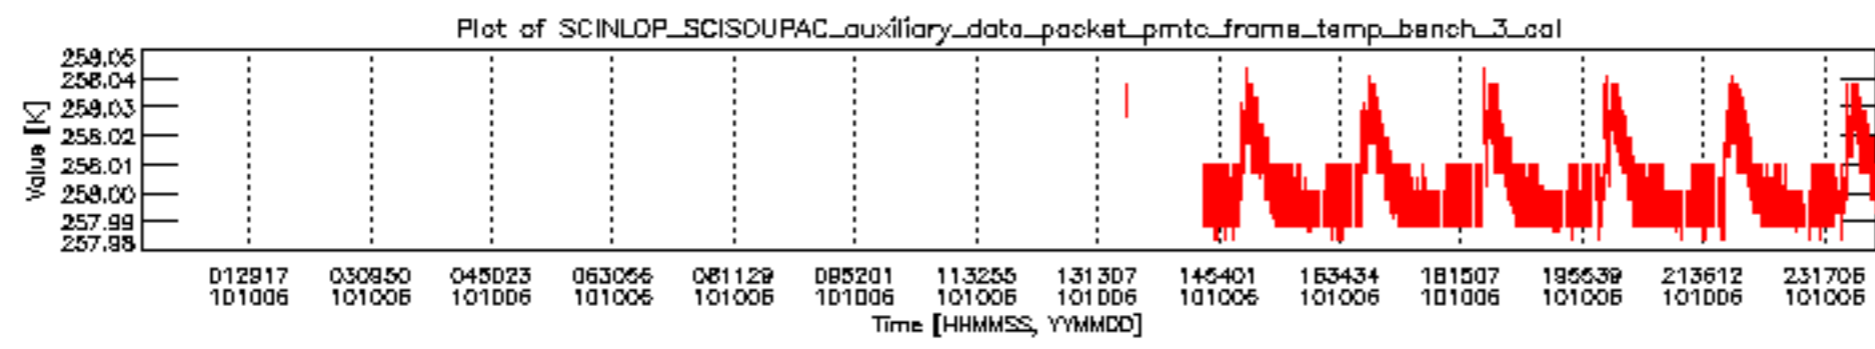 Plot of SCINLOP_SCISOUPAC_auxiliary_data_packet_pmtc_frame_temp_bench_3_cal
Value [K]
258.05
258.04
258.03
258.02
258.01
258.00
257.99
257.98
012917 030950 045023 063056 081129 095201 113255 131307 145401 163434 181507 195539 213612 231706
101006 101006 101006 101006 101006 101006 101006 101006 101006 101006 101006 101006 101006 101006
Time [HHMMSS, YYMMDD]